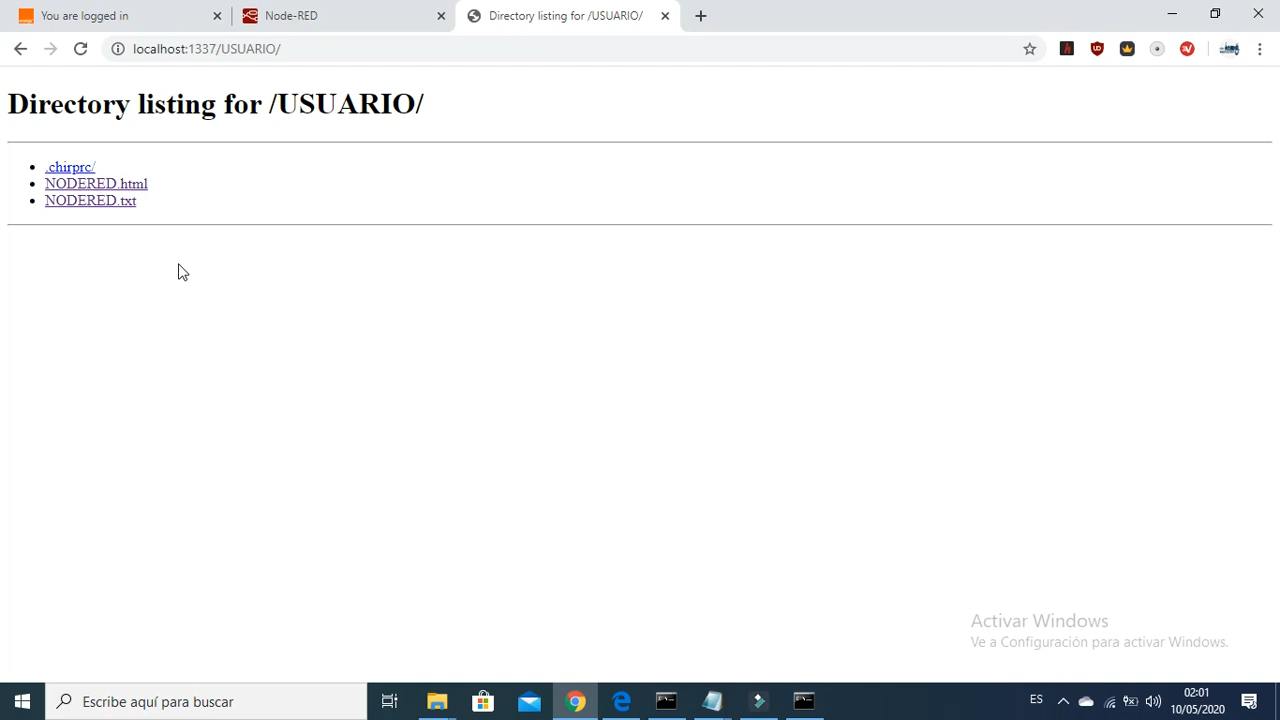 You are logged in
Node-RED
Directory listing for /USUARIO/
localhost:1337/USUARIO/
Directory listing for /USUARIO/
.chirprc/
NODERED.html
NODERED.txt
Activar Windows
Ve a Configuración para activar Windows.
Escribe aquí para buscar
ES
02:01
10/05/2020